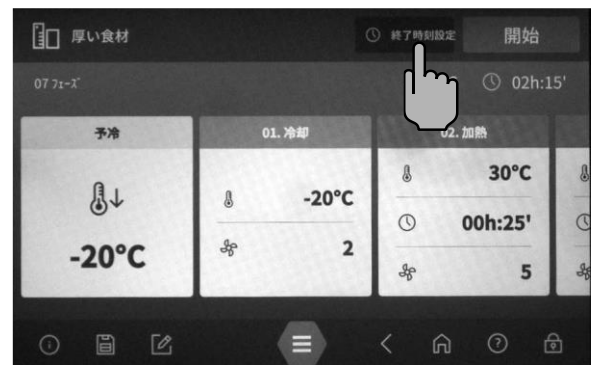 厚い食材
終了時刻設定
開始
07 フェーズ
02h:15'
予冷
01. 冷却
02. 加熱
-20°C
-20°C
2
30°C
00h:25'
5